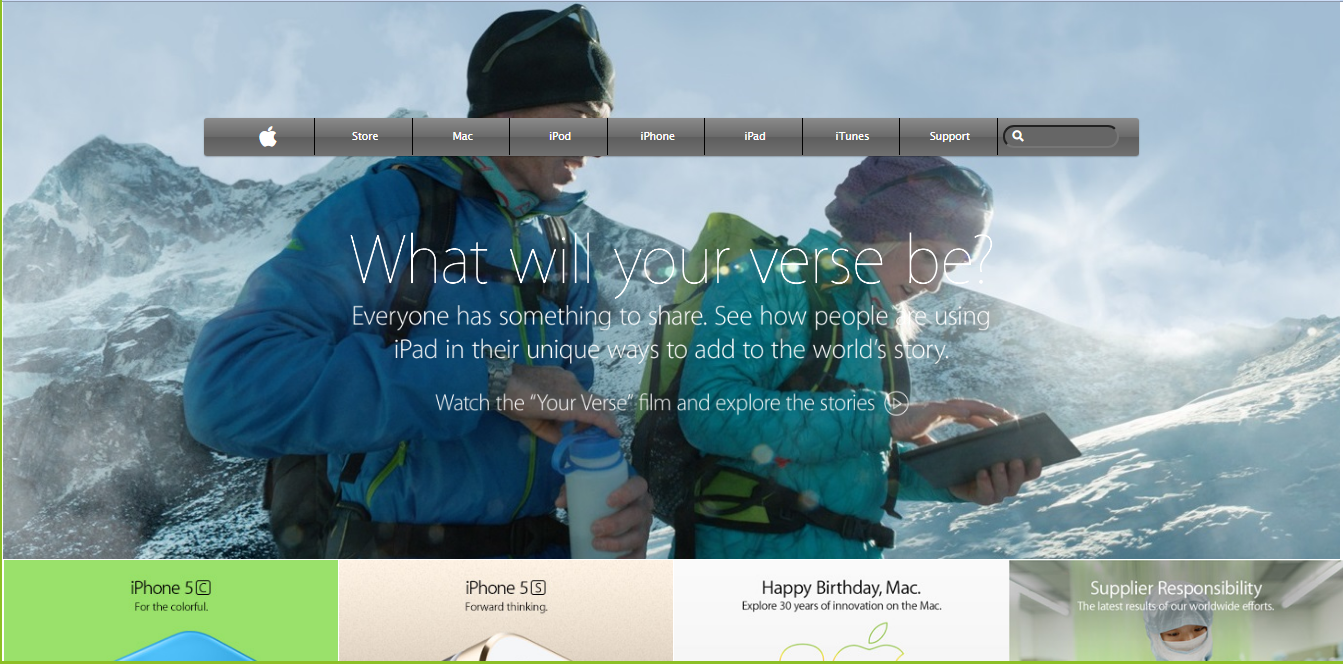 Store
Mac
iPod
iPhone
iPad
iTunes
Support
What will your verse be?
Everyone has something to share. See how people are using
iPad in their unique ways to add to the world's story.
Watch the “Your Verse” film and explore the stories
iPhone 5C
For the colorful.
iPhone 5S
Forward thinking.
Happy Birthday, Mac.
Explore 30 years of innovation on the Mac.
Supplier Responsibility
The latest results of our worldwide efforts.